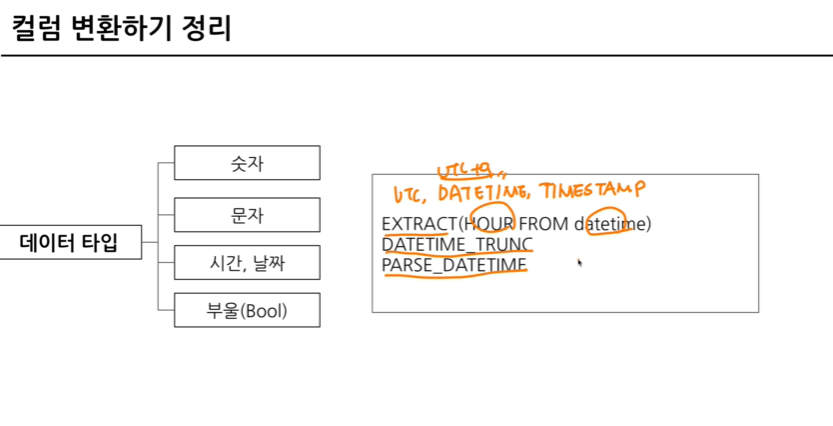 컬럼 변환하기 정리
데이터 타입
숫자
문자
시간, 날짜
부울(Bool)
UTC+9
UTC, DATETIME, TIMESTAMP
EXTRACT(HOUR FROM datetime)
DATETIME_TRUNC
PARSE_DATETIME